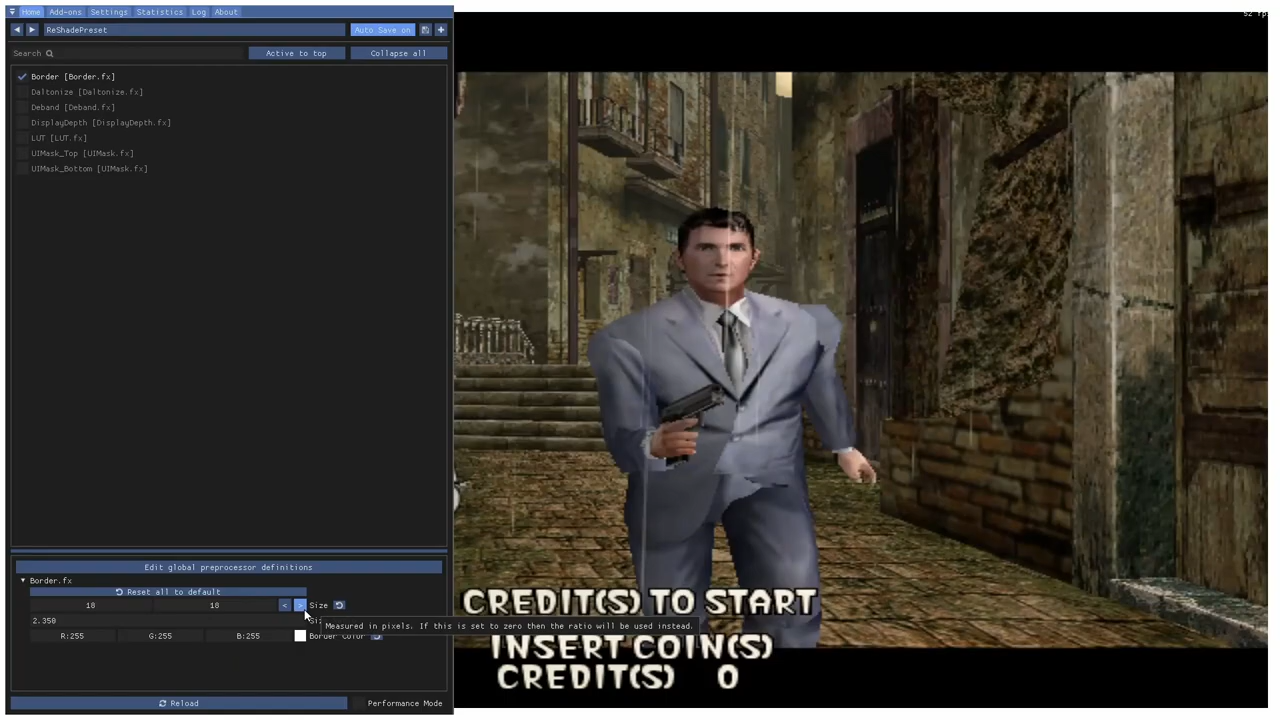 Home Add-ons Settings Statistics Log About
ReShadePreset Auto Save on
Search Active to top Collapse all
Border [Border.fx]
Daltonize [Daltonize.fx]
Deband [Deband.fx]
DisplayDepth [DisplayDepth.fx]
LUT [LUT.fx]
UIMask_Top [UIMask.fx]
UIMask_Bottom [UIMask.fx]
Edit global preprocessor definitions
Border.fx
Reset all to default
18 18 < > Size
2.350
Measured in pixels. If this is set to zero then the ratio will be used instead.
R:255 G:255 B:255 Border Color
Reload Performance Mode
CREDIT(S) TO START
INSERT COIN(S)
CREDIT(S) 0